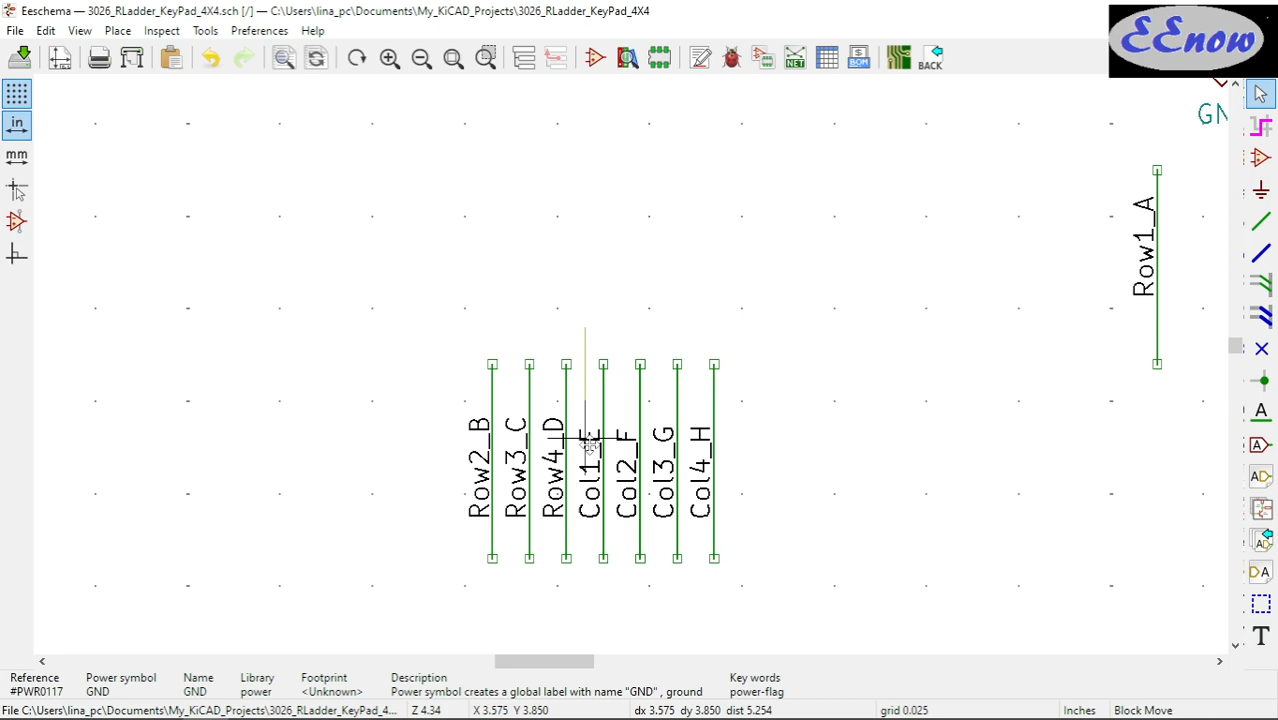 Eeschema — 3026_RLadder_KeyPad_4X4.sch [/] — C:\Users\lina_pc\Documents\My_KiCAD_Projects\3026_RLadder_KeyPad_4X4
EEnow
File Edit View Place Inspect Tools Preferences Help
NET
BOM
BACK
in
mm
GN
Row1_A
Row2_B
Row3_C
Row4_D
Col1_E
Col2_F
Col3_G
Col4_H
A
A
AD
A
DA
T
Reference Power symbol Name Library Footprint Description Key words
#PWR0117 GND GND power <Unknown> Power symbol creates a global label with name "GND" , ground power-flag
File C:\Users\lina_pc\Documents\My_KiCAD_Projects\3026_RLadder_KeyPad_4... Z 4.34 X 3.575 Y 3.850 dx 3.575 dy 3.850 dist 5.254 grid 0.025 Inches Block Move